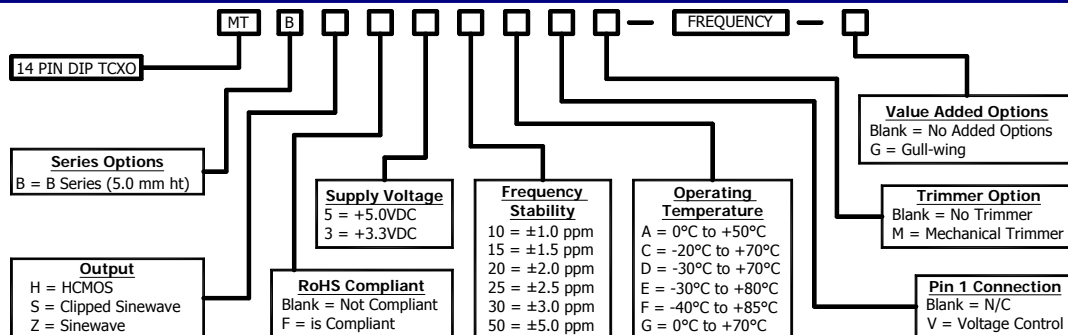 MT B FREQUENCY
14 PIN DIP TCXO
Series Options
B = B Series (5.0 mm ht)
Output
H = HCMOS
S = Clipped Sinewave
Z = Sinewave
RoHS Compliant
Blank = Not Compliant
F = is Compliant
Supply Voltage
5 = +5.0VDC
3 = +3.3VDC
Frequency
Stability
10 = ±1.0 ppm
15 = ±1.5 ppm
20 = ±2.0 ppm
25 = ±2.5 ppm
30 = ±3.0 ppm
50 = ±5.0 ppm
Operating
Temperature
A = 0°C to +50°C
C = -20°C to +70°C
D = -30°C to +70°C
E = -30°C to +80°C
F = -40°C to +85°C
G = 0°C to +70°C
Value Added Options
Blank = No Added Options
G = Gull-wing
Trimmer Option
Blank = No Trimmer
M = Mechanical Trimmer
Pin 1 Connection
Blank = N/C
V = Voltage Control